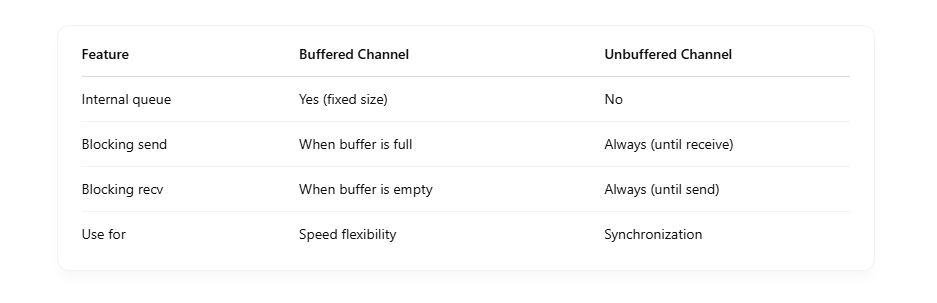 Feature Buffered Channel Unbuffered Channel
Internal queue Yes (fixed size) No
Blocking send When buffer is full Always (until receive)
Blocking recv When buffer is empty Always (until send)
Use for Speed flexibility Synchronization